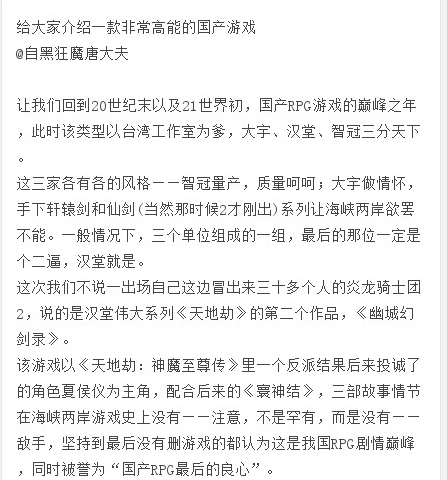 给大家介绍一款非常高能的国产游戏
@自黑狂魔唐大夫
让我们回到20世纪末以及21世界初，国产RPG游戏的巅峰之年
，此时该类型以台湾工作室为爹，大宇、汉堂、智冠三分天下
。
这三家各有各的风格——智冠量产，质量呵呵；大宇做情怀，
手下轩辕剑和仙剑(当然那时候2才刚出)系列让海峡两岸欲罢
不能。一般情况下，三个单位组成的一组，最后的那位一定是
个二逼，汉堂就是。
这次我们不说一出场自己这边冒出来三十多个人的炎龙骑士团
2，说的是汉堂伟大系列《天地劫》的第二个作品，《幽城幻
剑录》。
该游戏以《天地劫：神魔至尊传》里一个反派结果后来投诚了
的角色夏侯仪为主角，配合后来的《寰神结》，三部故事情节
在海峡两岸游戏史上没有——注意，不是罕有，而是没有——
敌手，坚持到最后没有删游戏的都认为这是我国RPG剧情巅峰
，同时被誉为“国产RPG最后的良心”。